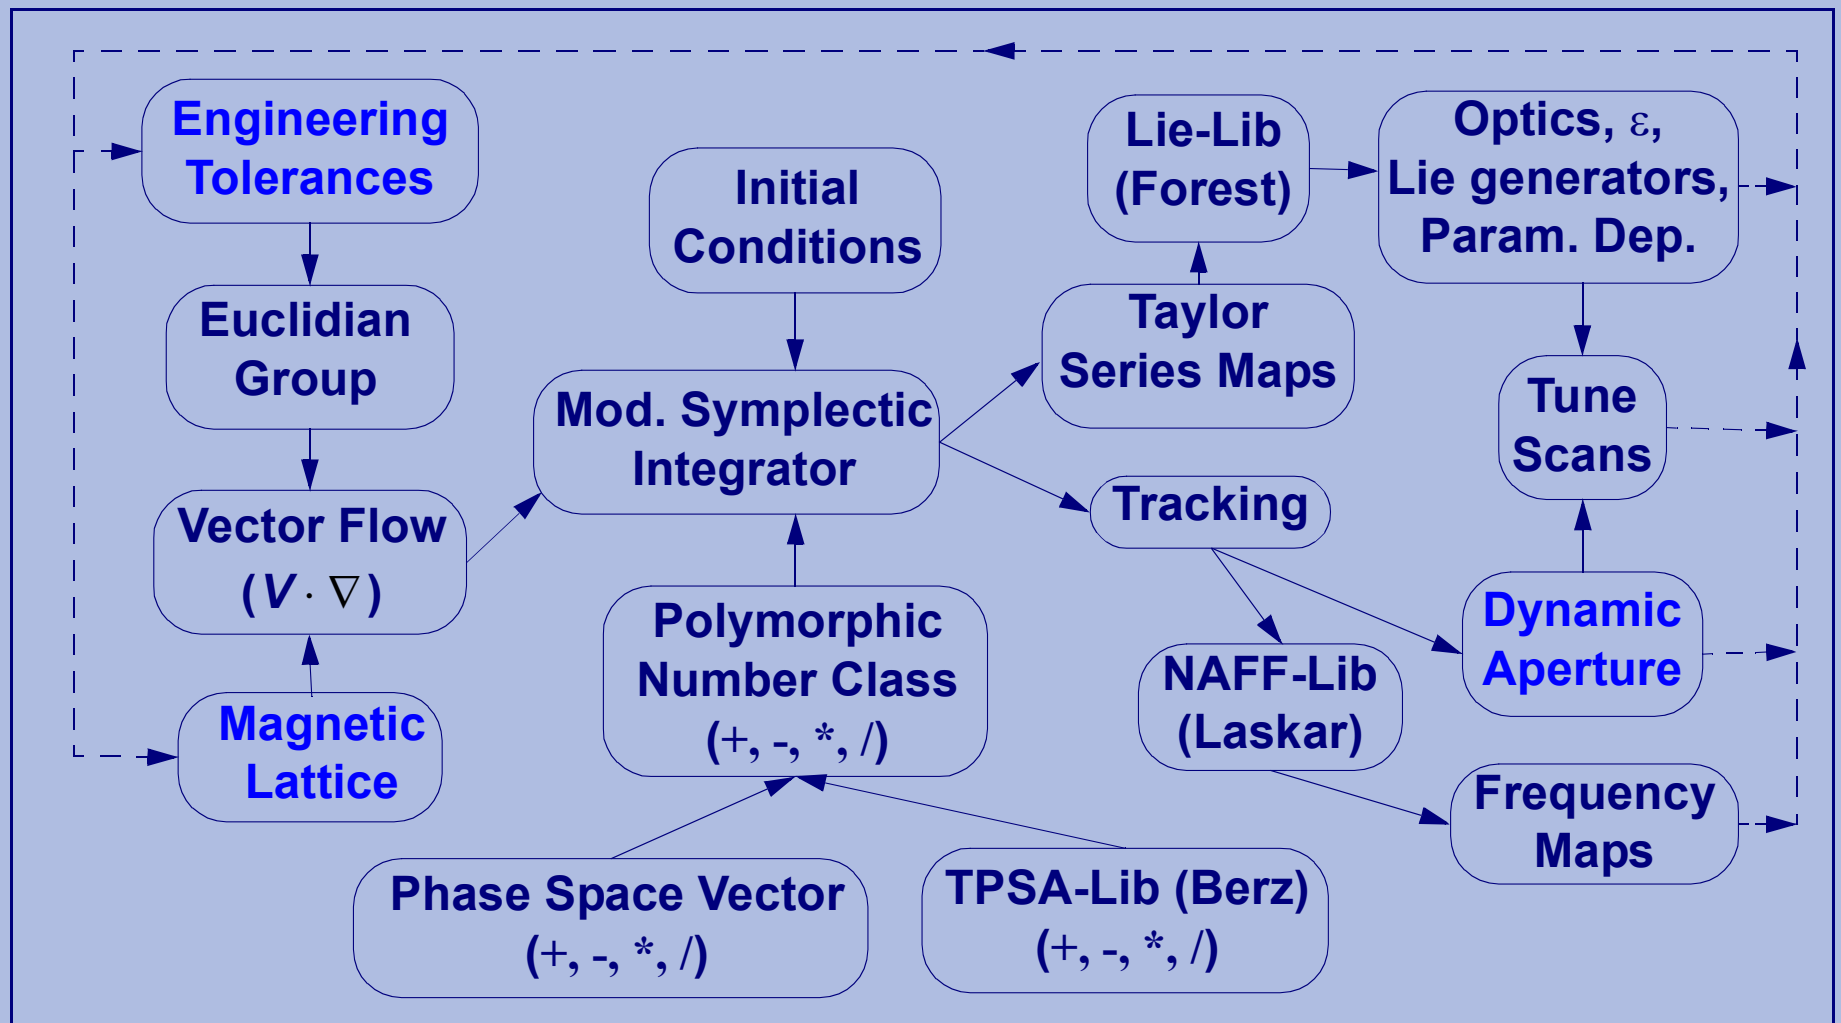 Engineering
Tolerances
Euclidian
Group
Vector Flow
(V · ∇)
Magnetic
Lattice
Initial
Conditions
Mod. Symplectic
Integrator
Polymorphic
Number Class
(+, -, *, /)
Phase Space Vector
(+, -, *, /)
TPSA-Lib (Berz)
(+, -, *, /)
Lie-Lib
(Forest)
Taylor
Series Maps
Tracking
NAFF-Lib
(Laskar)
Optics, ε,
Lie generators,
Param. Dep.
Tune
Scans
Dynamic
Aperture
Frequency
Maps